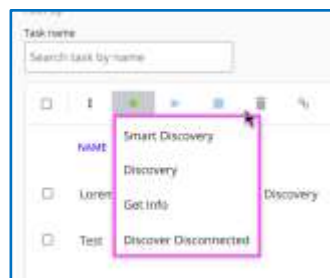 Task name
Search task by name
NAME
Smart Discovery
Discovery
Get Info
Discover Disconnected
Lorem
Discovery
Test